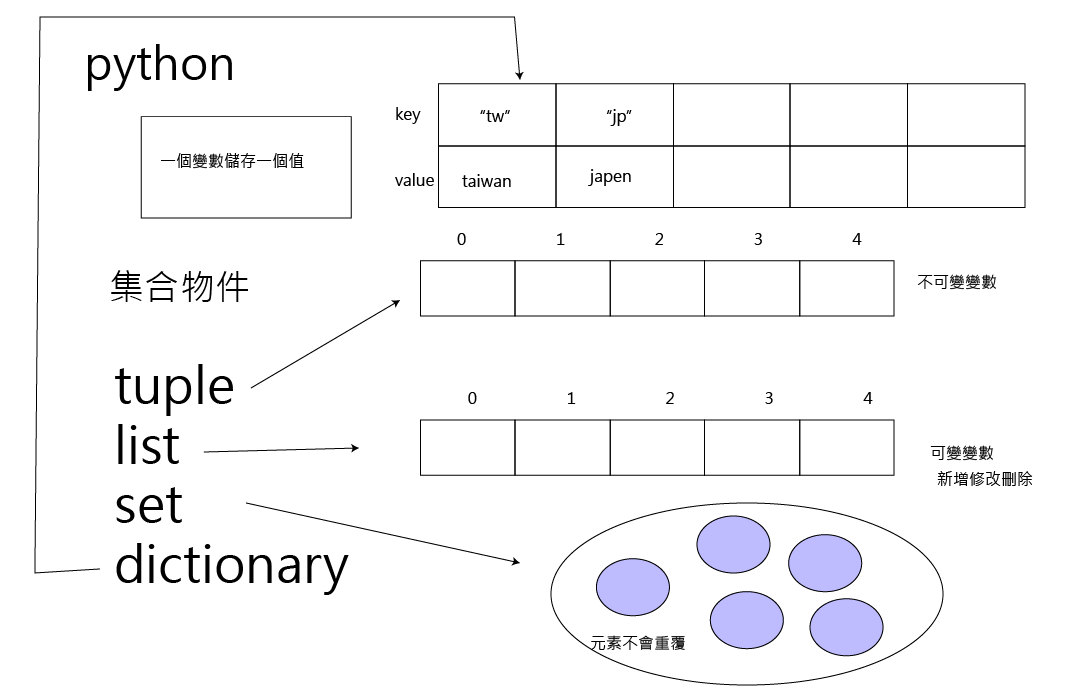 python
一個變數儲存一個值
key "tw" "jp"
value taiwan japen
集合物件
0 1 2 3 4
不可變變數
tuple
0 1 2 3 4
list
可變變數
新增修改刪除
set
dictionary
元素不會重覆